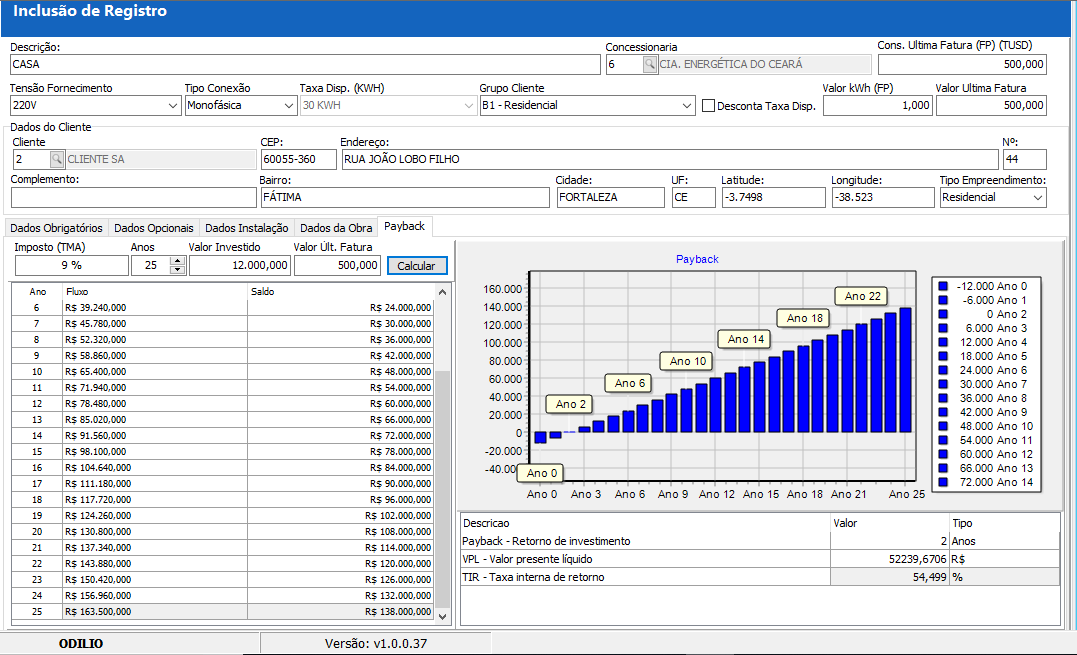 Inclusão de Registro
Descrição: Concessionaria Cons. Ultima Fatura (FP) (TUSD)
CASA 6 CIA. ENERGÉTICA DO CEARÁ 500,000
Tensão Fornecimento Tipo Conexão Taxa Disp. (KWH) Grupo Cliente Valor kWh (FP) Valor Ultima Fatura
220V Monofásica 30 KWH B1 - Residencial Desconta Taxa Disp. 1,000 500,000
Dados do Cliente
Cliente CEP: Endereço: Nº:
2 CLIENTE SA 60055-360 RUA JOÃO LOBO FILHO 44
Complemento: Bairro: Cidade: UF: Latitude: Longitude: Tipo Empreendimento:
FÁTIMA FORTALEZA CE -3.7498 -38.523 Residencial
Dados Obrigatórios Dados Opcionais Dados Instalação Dados da Obra Payback
Imposto (TMA) Anos Valor Investido Valor Últ. Fatura
9 % 25 12.000,000 500,000 Calcular
Ano Fluxo Saldo
6 R$ 39.240,000 R$ 24.000,000
7 R$ 45.780,000 R$ 30.000,000
8 R$ 52.320,000 R$ 36.000,000
9 R$ 58.860,000 R$ 42.000,000
10 R$ 65.400,000 R$ 48.000,000
11 R$ 71.940,000 R$ 54.000,000
12 R$ 78.480,000 R$ 60.000,000
13 R$ 85.020,000 R$ 66.000,000
14 R$ 91.560,000 R$ 72.000,000
15 R$ 98.100,000 R$ 78.000,000
16 R$ 104.640,000 R$ 84.000,000
17 R$ 111.180,000 R$ 90.000,000
18 R$ 117.720,000 R$ 96.000,000
19 R$ 124.260,000 R$ 102.000,000
20 R$ 130.800,000 R$ 108.000,000
21 R$ 137.340,000 R$ 114.000,000
22 R$ 143.880,000 R$ 120.000,000
23 R$ 150.420,000 R$ 126.000,000
24 R$ 156.960,000 R$ 132.000,000
25 R$ 163.500,000 R$ 138.000,000
Payback
160.000
140.000
120.000
100.000
80.000
60.000
40.000
20.000
0
-20.000
-40.000
Ano 22
Ano 18
Ano 14
Ano 10
Ano 6
Ano 2
Ano 0
Ano 0 Ano 3 Ano 6 Ano 9 Ano 12 Ano 15 Ano 18 Ano 21 Ano 25
-12.000 Ano 0
-6.000 Ano 1
0 Ano 2
6.000 Ano 3
12.000 Ano 4
18.000 Ano 5
24.000 Ano 6
30.000 Ano 7
36.000 Ano 8
42.000 Ano 9
48.000 Ano 10
54.000 Ano 11
60.000 Ano 12
66.000 Ano 13
72.000 Ano 14
Descricao Valor Tipo
Payback - Retorno de investimento 2 Anos
VPL - Valor presente líquido 52239,6706 R$
TIR - Taxa interna de retorno 54,499 %
ODILIO Versão: v1.0.0.37